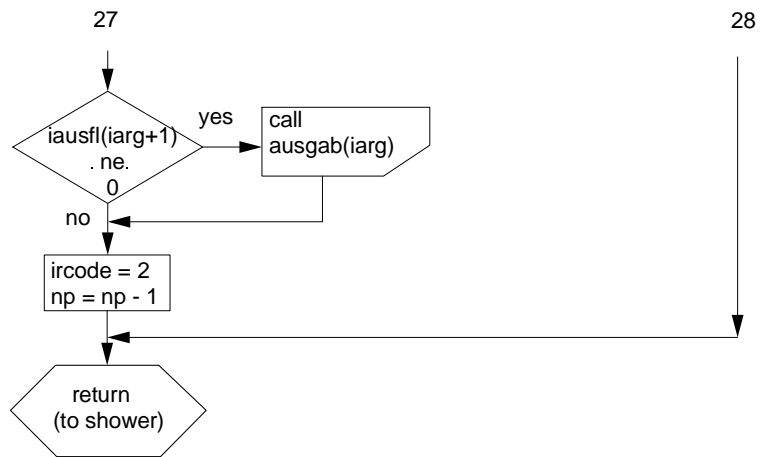 27
28
iausfl(iarg+1)
. ne.
0
yes
call
ausgab(iarg)
no
ircode = 2
np = np - 1
return
(to shower)